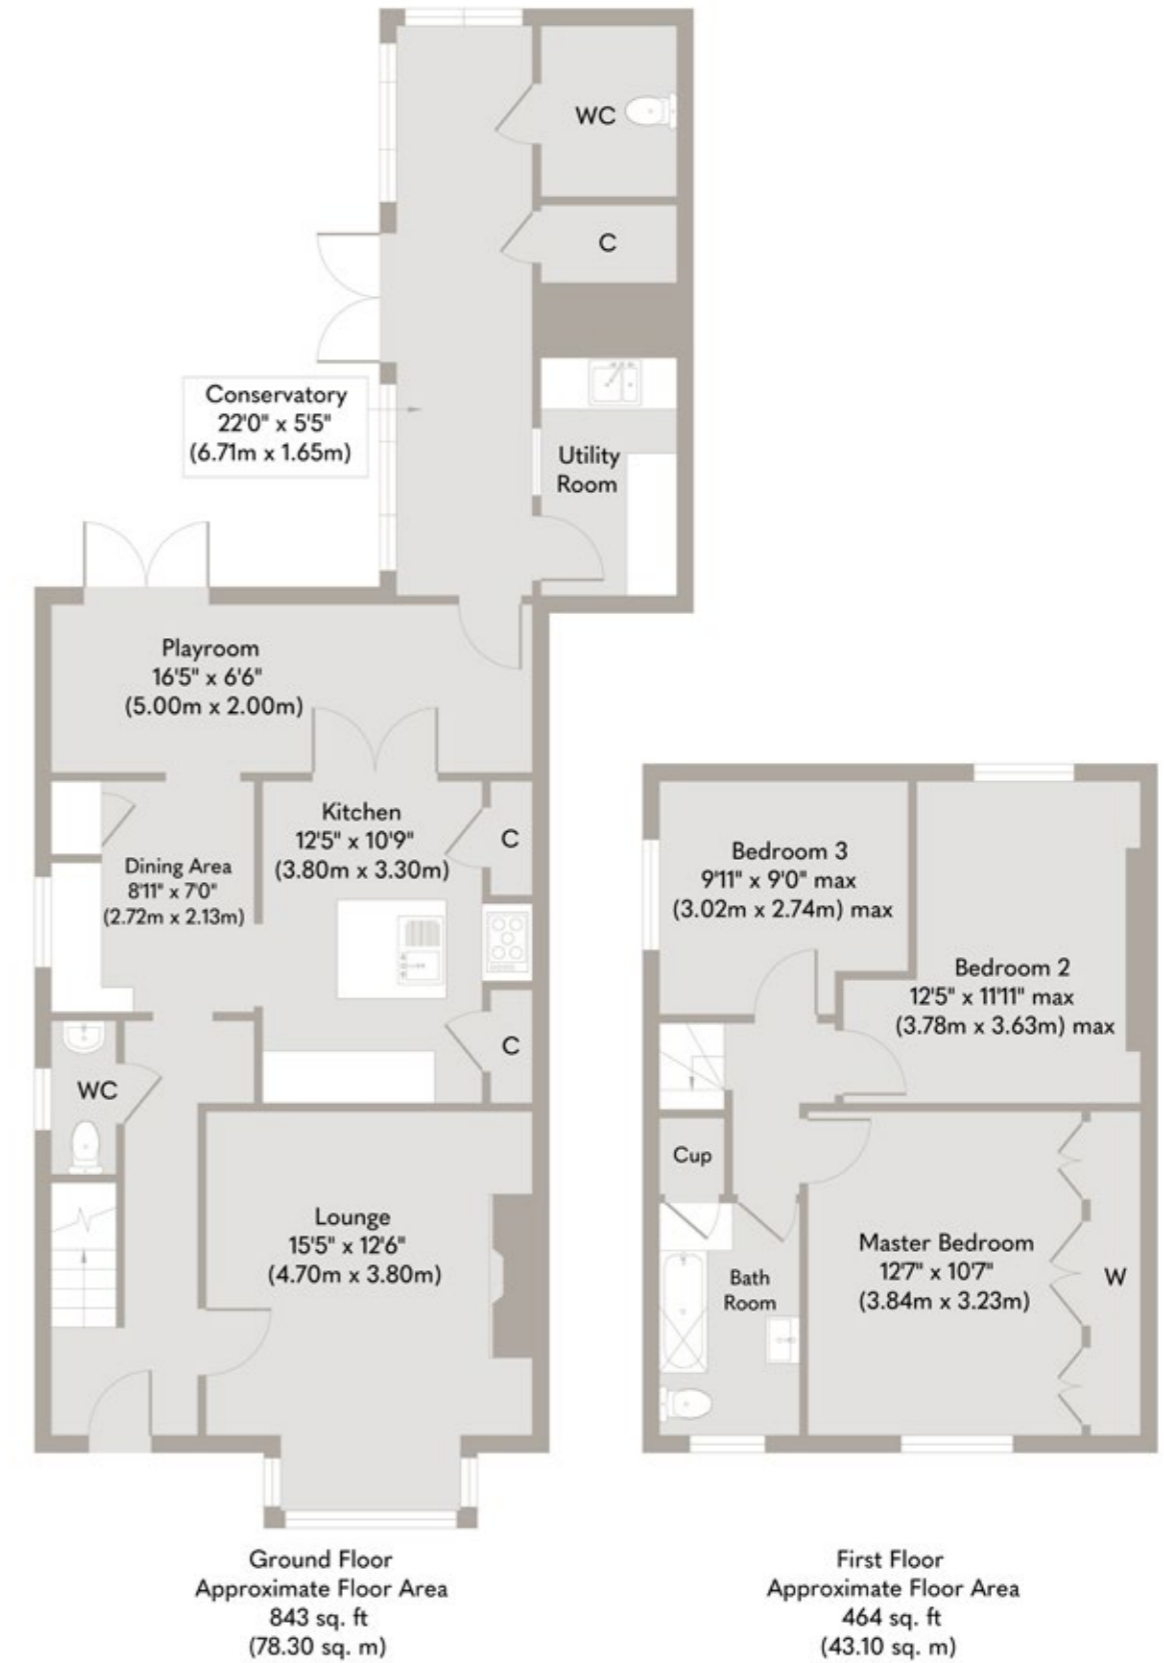 WC
C
Conservatory
22'0" x 5'5"
(6.71m x 1.65m)
Utility
Room
Playroom
16'5" x 6'6"
(5.00m x 2.00m)
Kitchen
12'5" x 10'9"
(3.80m x 3.30m)
C
Dining Area
8'11" x 7'0"
(2.72m x 2.13m)
C
WC
Lounge
15'5" x 12'6"
(4.70m x 3.80m)
Ground Floor
Approximate Floor Area
843 sq. ft
(78.30 sq. m)
Bedroom 3
9'11" x 9'0" max
(3.02m x 2.74m) max
Bedroom 2
12'5" x 11'11" max
(3.78m x 3.63m) max
Cup
Master Bedroom
12'7" x 10'7"
(3.84m x 3.23m)
W
Bath
Room
First Floor
Approximate Floor Area
464 sq. ft
(43.10 sq. m)